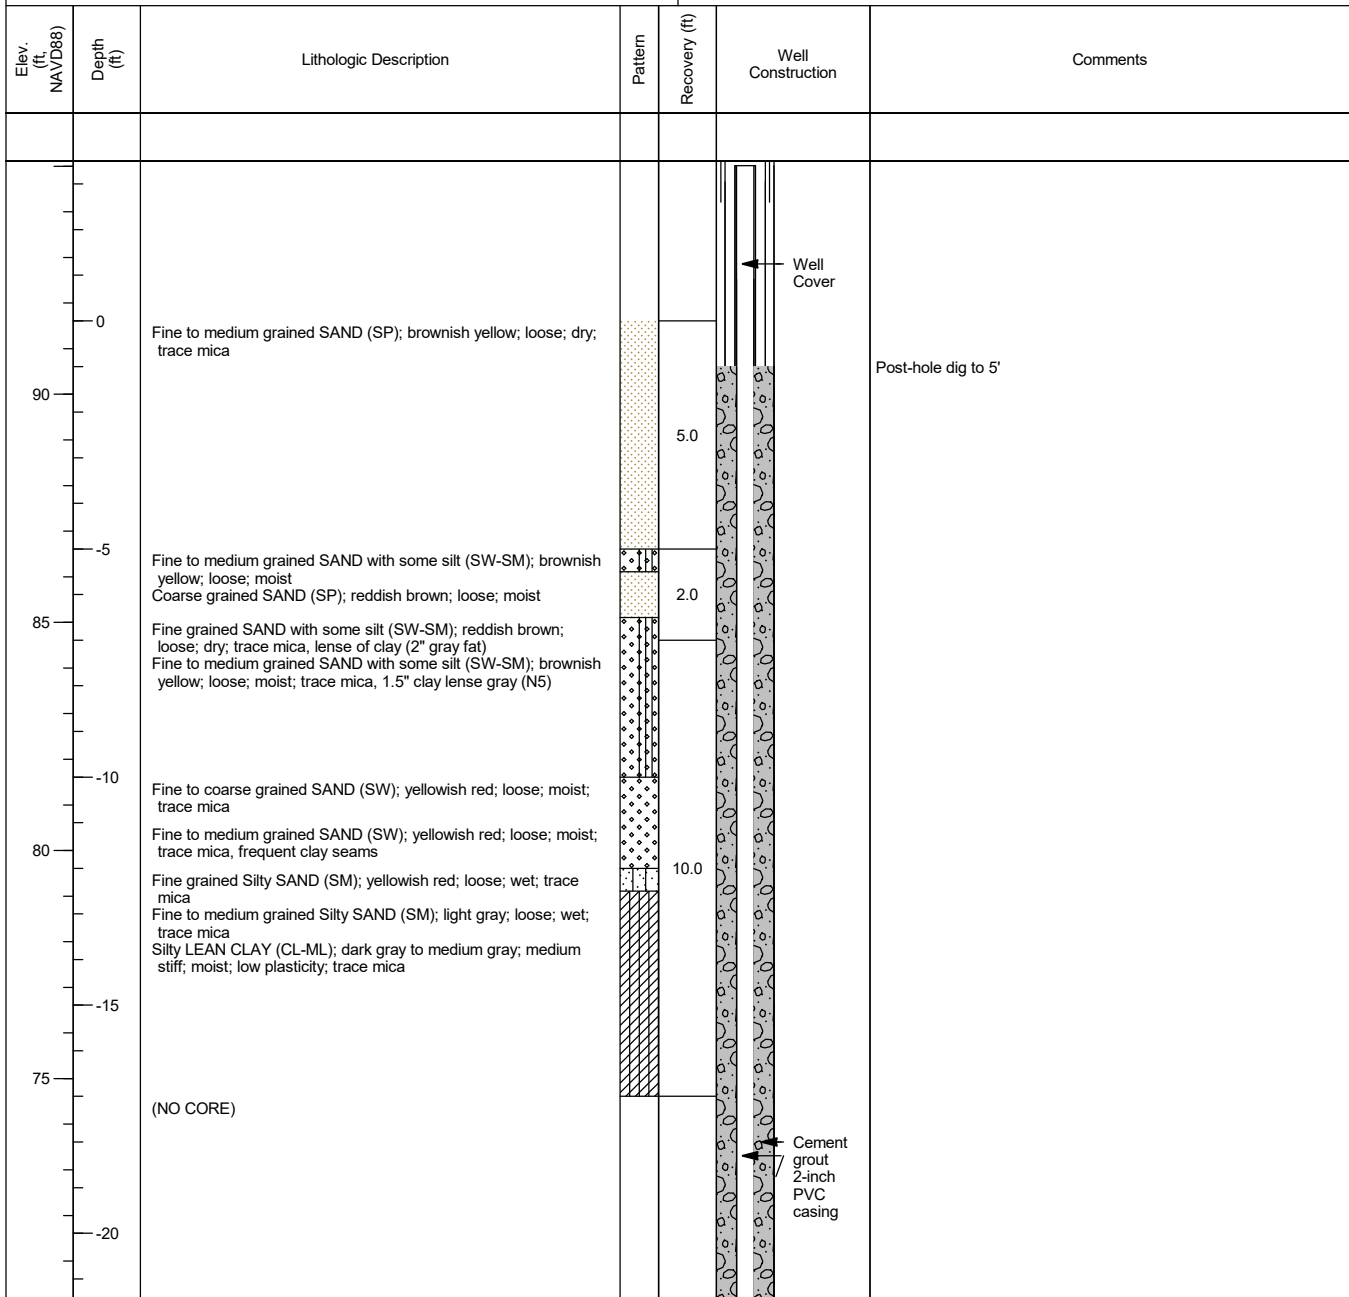 Elev.
(ft,
NAVD88)
Depth
(ft)
Lithologic Description
Pattern
Recovery (ft)
Well
Construction
Comments
Well
Cover
0
Fine to medium grained SAND (SP); brownish yellow; loose; dry;
trace mica
Post-hole dig to 5'
90
5.0
-5
Fine to medium grained SAND with some silt (SW-SM); brownish
yellow; loose; moist
Coarse grained SAND (SP); reddish brown; loose; moist
2.0
85
Fine grained SAND with some silt (SW-SM); reddish brown;
loose; dry; trace mica, lense of clay (2" gray fat)
Fine to medium grained SAND with some silt (SW-SM); brownish
yellow; loose; moist; trace mica, 1.5" clay lense gray (N5)
-10
Fine to coarse grained SAND (SW); yellowish red; loose; moist;
trace mica
Fine to medium grained SAND (SW); yellowish red; loose; moist;
trace mica, frequent clay seams
80
10.0
Fine grained Silty SAND (SM); yellowish red; loose; wet; trace
mica
Fine to medium grained Silty SAND (SM); light gray; loose; wet;
trace mica
Silty LEAN CLAY (CL-ML); dark gray to medium gray; medium
stiff; moist; low plasticity; trace mica
-15
75
(NO CORE)
Cement
grout
2-inch
PVC
casing
-20